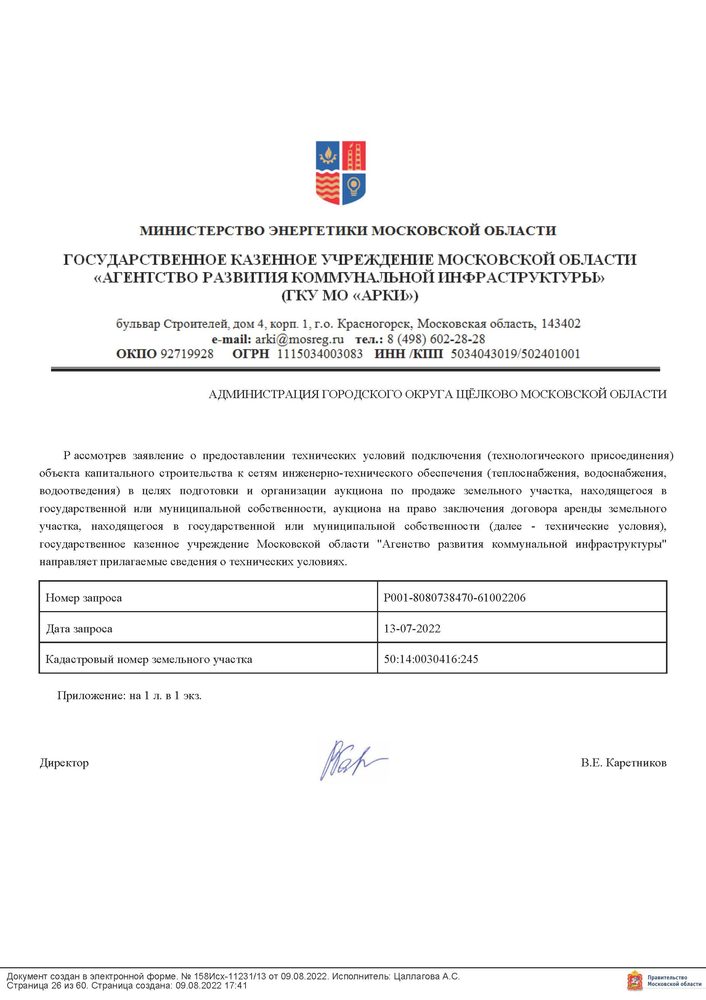 МИНИСТЕРСТВО ЭНЕРГЕТИКИ МОСКОВСКОЙ ОБЛАСТИ
ГОСУДАРСТВЕННОЕ КАЗЕННОЕ УЧРЕЖДЕНИЕ МОСКОВСКОЙ ОБЛАСТИ
«АГЕНТСТВО РАЗВИТИЯ КОММУНАЛЬНОЙ ИНФРАСТРУКТУРЫ»
(ГКУ МО «АРКИ»)
бульвар Строителей, дом 4, корп. 1, г.о. Красногорск, Московская область, 143402
e-mail: arki@mosreg.ru тел.: 8 (498) 602-28-28
ОКПО 92719928 ОГРН 1115034003083 ИНН /КПП 5034043019/502401001
АДМИНИСТРАЦИЯ ГОРОДСКОГО ОКРУГА ЩЁЛКОВО МОСКОВСКОЙ ОБЛАСТИ
Р ассмотрев заявление о предоставлении технических условий подключения (технологического присоединения)
объекта капитального строительства к сетям инженерно-технического обеспечения (теплоснабжения, водоснабжения,
водоотведения) в целях подготовки и организации аукциона по продаже земельного участка, находящегося в
государственной или муниципальной собственности, аукциона на право заключения договора аренды земельного
участка, находящегося в государственной или муниципальной собственности (далее - технические условия),
государственное казенное учреждение Московской области "Агенство развития коммунальной инфраструктуры"
направляет прилагаемые сведения о технических условиях.
Номер запроса P001-8080738470-61002206
Дата запроса 13-07-2022
Кадастровый номер земельного участка 50:14:0030416:245
Приложение: на 1 л. в 1 экз.
Директор В.Е. Каретников
Документ создан в электронной форме. № 158Исх-11231/13 от 09.08.2022. Исполнитель: Цаллагова А.С.
Страница 26 из 60. Страница создана: 09.08.2022 17:41
Правительство
Московской области